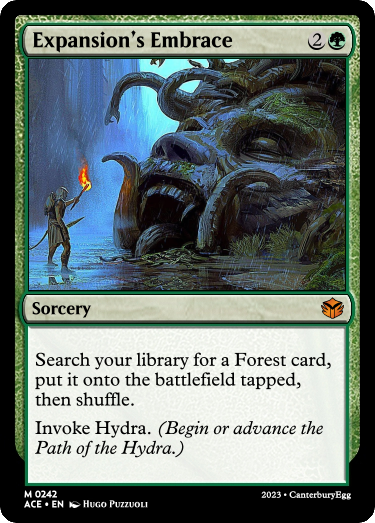 Expansion's Embrace 2
Sorcery
Search your library for a Forest card,
put it onto the battlefield tapped,
then shuffle.
Invoke Hydra. (Begin or advance the
Path of the Hydra.)
M 0242
ACE • EN Hugo Puzzuoli
2023 • CanterburyEgg